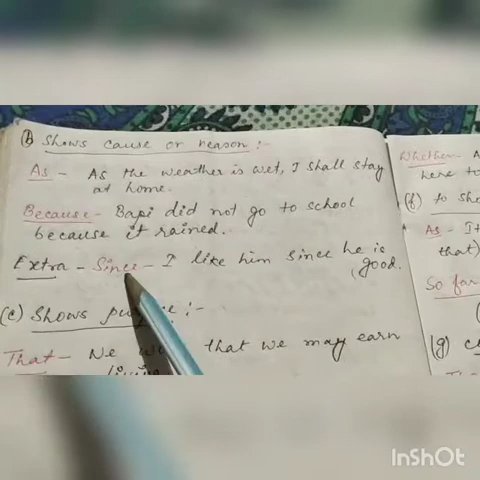 (b) Shows cause or reason :-
As - As the weather is wet, I shall stay
at home.
Because - Bapi did not go to school
because it rained.
Extra - Since - I like him since he is
good.
(c) Shows :-
That - We that we may earn
Whether -
here to
(f) to
As -
that)
So far
(g)
InShOt